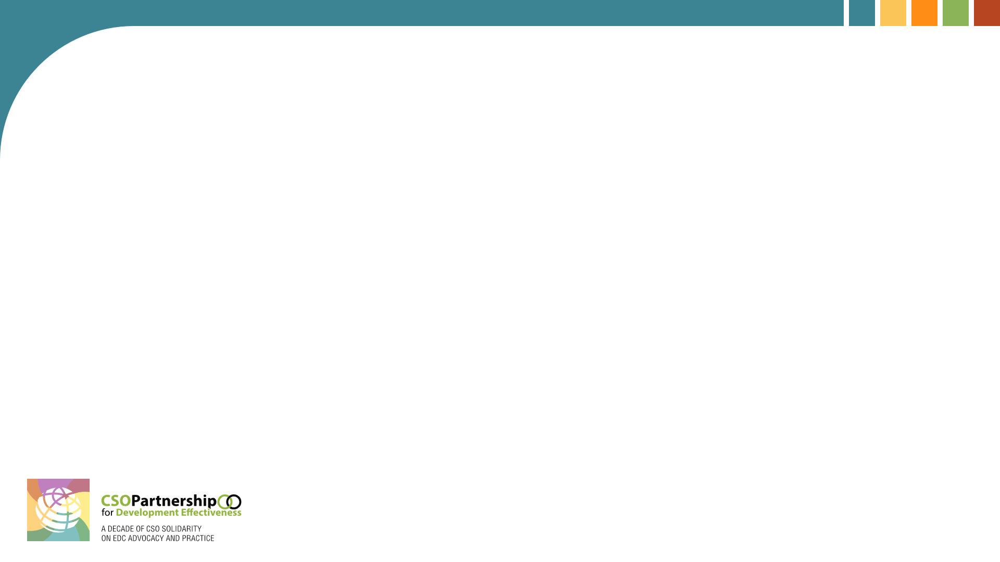 CSOPartnership
for Development Effectiveness
A DECADE OF CSO SOLIDARITY
ON EDC ADVOCACY AND PRACTICE